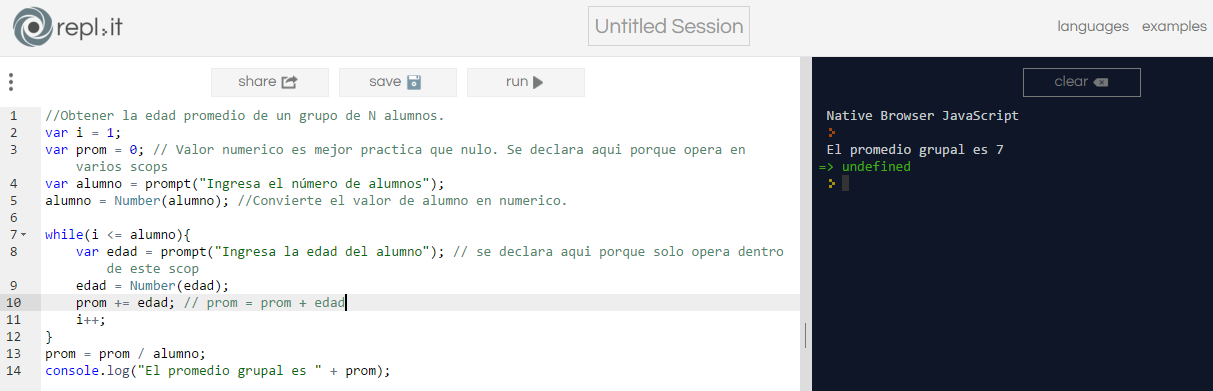 repl.it
Untitled Session
languages examples
share save run
clear
1 //Obtener la edad promedio de un grupo de N alumnos.
2 var i = 1;
3 var prom = 0; // Valor numerico es mejor practica que nulo. Se declara aqui porque opera en
varios scops
4 var alumno = prompt("Ingresa el número de alumnos");
5 alumno = Number(alumno); //Convierte el valor de alumno en numerico.
6
7 while(i <= alumno){
8 var edad = prompt("Ingresa la edad del alumno"); // se declara aqui porque solo opera dentro
de este scop
9 edad = Number(edad);
10 prom += edad; // prom = prom + edad
11 i++;
12 }
13 prom = prom / alumno;
14 console.log("El promedio grupal es " + prom);
Native Browser JavaScript
El promedio grupal es 7
=> undefined